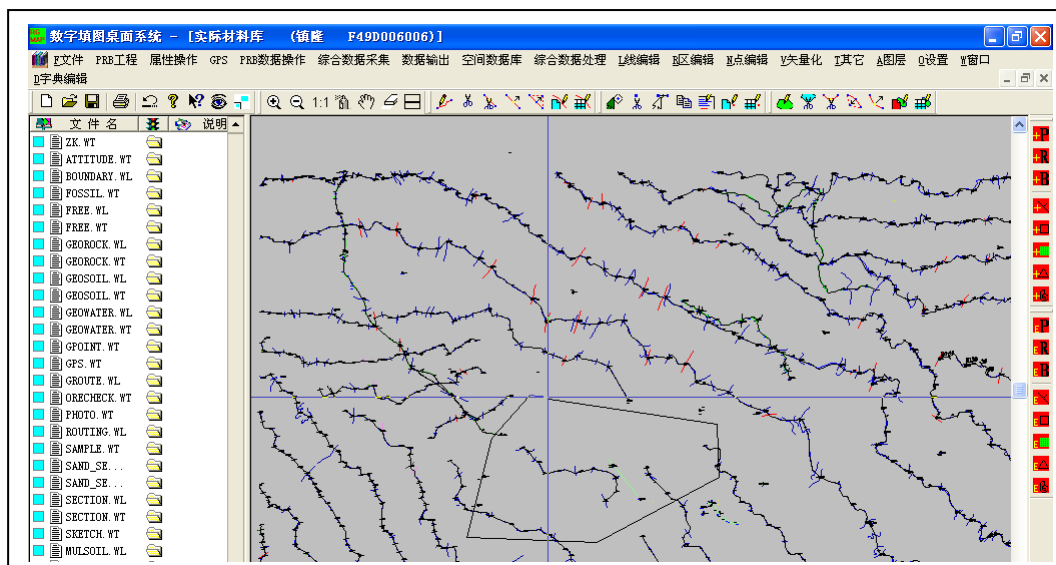 RG MAP 数字填图桌面系统 - [实际材料库 (镇隆 F49D006006)]
F文件 PRB工程 属性操作 GPS PRB数据操作 综合数据采集 数据输出 空间数据库 综合数据处理 L线编辑 R区编辑 N点编辑 V矢量化 T其它 A图层 O设置 W窗口
D字典编辑
1:1
文件名 说明
ZK.WT
ATTITUDE.WT
BOUNDARY.WL
FOSSIL.WT
FREE.WL
FREE.WT
GEOROCK.WL
GEOROCK.WT
GEOSOIL.WL
GEOSOIL.WT
GEOWATER.WL
GEOWATER.WT
GPOINT.WT
GPS.WT
GROUTE.WL
ORECHECK.WT
PHOTO.WT
ROUTING.WL
SAMPLE.WT
SAND_SE...
SAND_SE...
SECTION.WL
SECTION.WT
SKETCH.WT
MULSOIL.WL
+P
+R
+B
EP
ER
EB